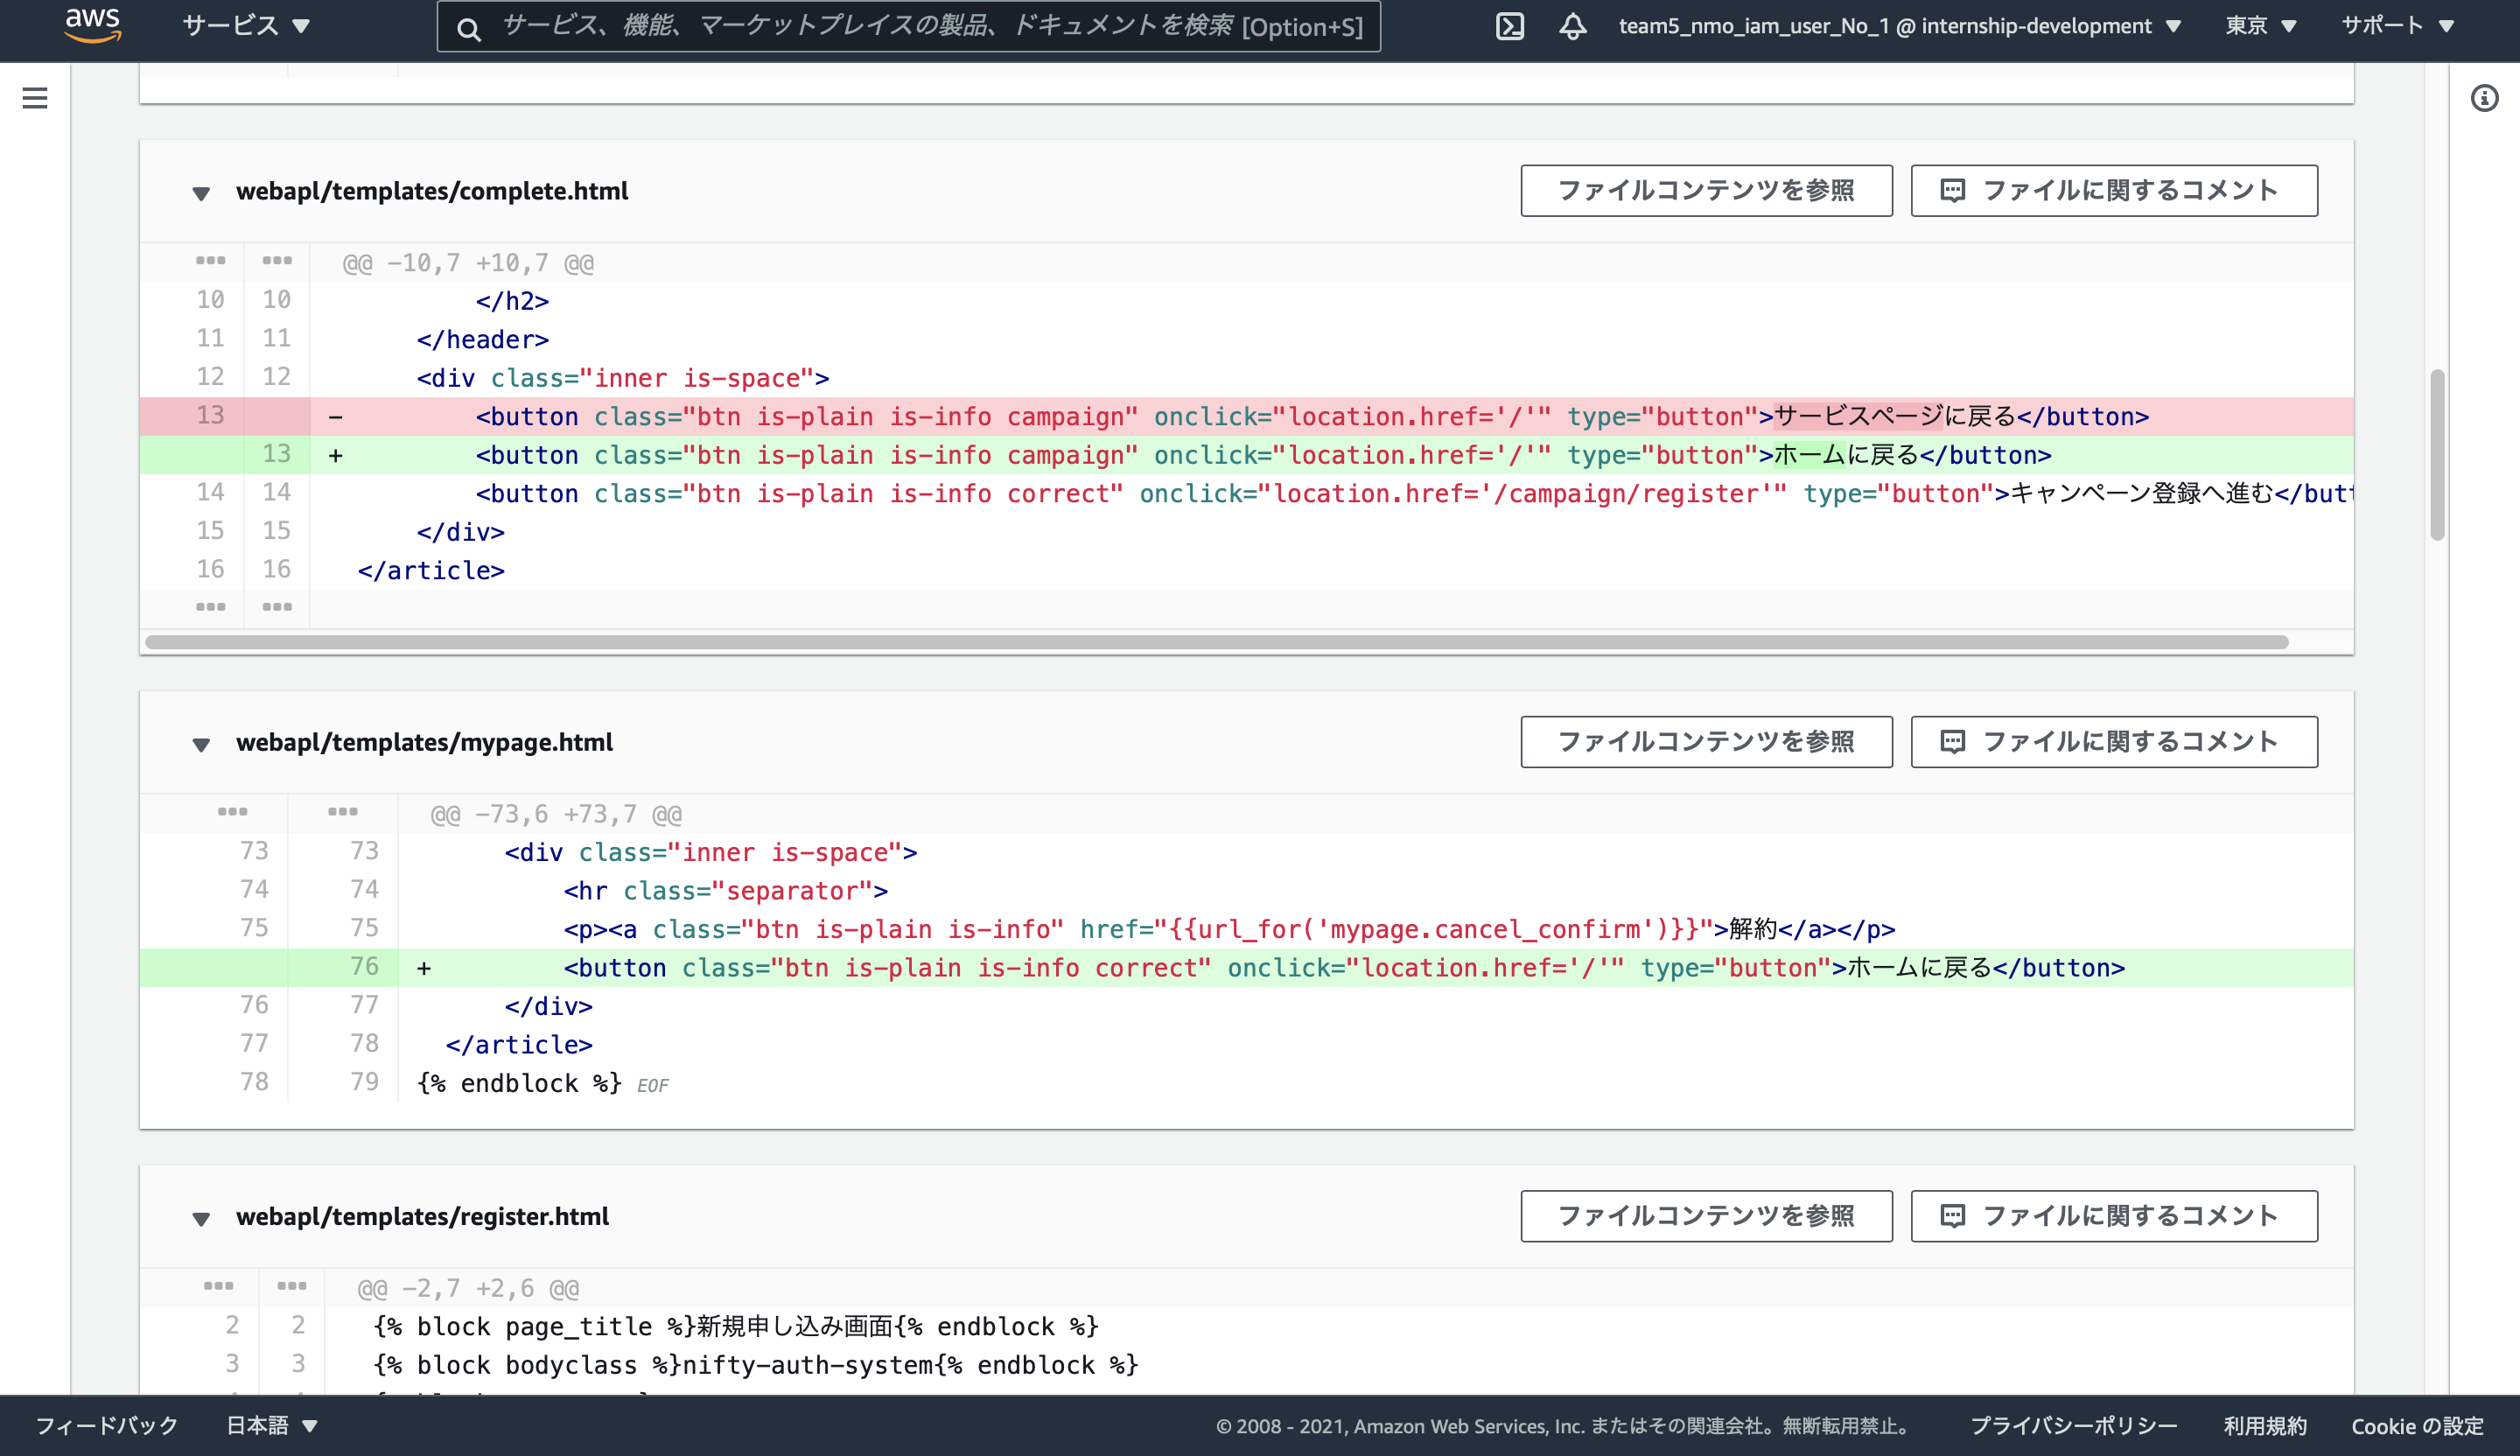 aws サービス ▼ サービス、機能、マーケットプレイスの製品、ドキュメントを検索 [Option+S] team5_nmo_iam_user_No_1 @ internship-development ▼ 東京 ▼ サポート ▼
webapl/templates/complete.html ファイルコンテンツを参照 ファイルに関するコメント
@@ -10,7 +10,7 @@
10 10 </h2>
11 11 </header>
12 12 <div class="inner is-space">
13 - <button class="btn is-plain is-info campaign" onclick="location.href='/'" type="button">サービスページに戻る</button>
13 + <button class="btn is-plain is-info campaign" onclick="location.href='/'" type="button">ホームに戻る</button>
14 14 <button class="btn is-plain is-info correct" onclick="location.href='/campaign/register'" type="button">キャンペーン登録へ進む</butt
15 15 </div>
16 16 </article>
webapl/templates/mypage.html ファイルコンテンツを参照 ファイルに関するコメント
@@ -73,6 +73,7 @@
73 73 <div class="inner is-space">
74 74 <hr class="separator">
75 75 <p><a class="btn is-plain is-info" href="{{url_for('mypage.cancel_confirm')}}">解約</a></p>
76 + <button class="btn is-plain is-info correct" onclick="location.href='/'" type="button">ホームに戻る</button>
76 77 </div>
77 78 </article>
78 79 {% endblock %} EOF
webapl/templates/register.html ファイルコンテンツを参照 ファイルに関するコメント
@@ -2,7 +2,6 @@
2 2 {% block page_title %}新規申し込み画面{% endblock %}
3 3 {% block bodyclass %}nifty-auth-system{% endblock %}
フィードバック 日本語 ▼ © 2008 - 2021, Amazon Web Services, Inc. またはその関連会社。無断転用禁止。 プライバシーポリシー 利用規約 Cookie の設定